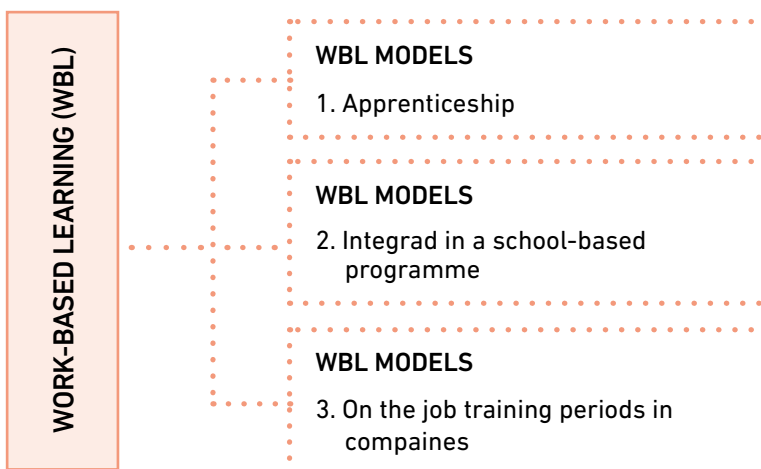 WORK-BASED LEARNING (WBL)
WBL MODELS
1. Apprenticeship
WBL MODELS
2. Integrad in a school-based
programme
WBL MODELS
3. On the job training periods in
compaines